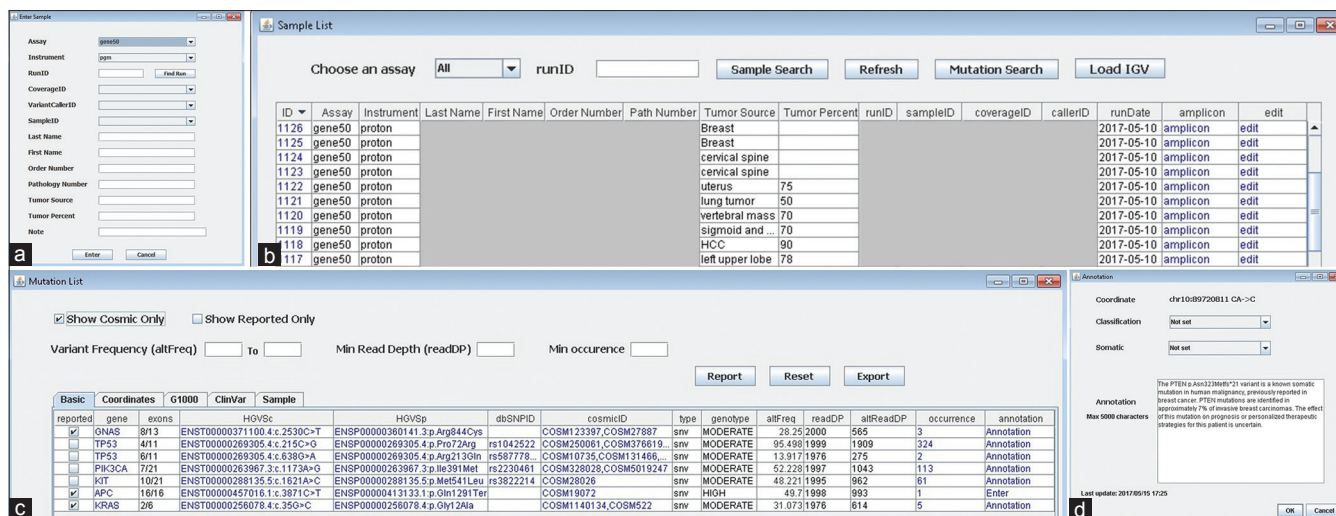 Enter Sample
Assay gene50
Instrument pgm
RunID Find Run
CoverageID
VariantCallerID
SampleID
Last Name
First Name
Order Number
Pathology Number
Tumor Source
Tumor Percent
Note
Enter Cancel
a
Sample List
Choose an assay All runID Sample Search Refresh Mutation Search Load IGV
ID Assay Instrument Last Name First Name Order Number Path Number Tumor Source Tumor Percent runID sampleID coverageID callerID runDate amplicon edit
1126 gene50 proton Breast 2017-05-10 amplicon edit
1125 gene50 proton Breast 2017-05-10 amplicon edit
1124 gene50 proton cervical spine 2017-05-10 amplicon edit
1123 gene50 proton cervical spine 2017-05-10 amplicon edit
1122 gene50 proton uterus 75 2017-05-10 amplicon edit
1121 gene50 proton lung tumor 50 2017-05-10 amplicon edit
1120 gene50 proton vertebral mass 70 2017-05-10 amplicon edit
1119 gene50 proton sigmoid and ... 70 2017-05-10 amplicon edit
1118 gene50 proton HCC 90 2017-05-10 amplicon edit
1117 gene50 proton left upper lobe 78 2017-05-10 amplicon edit
b
Mutation List
Show Cosmic Only Show Reported Only
Variant Frequency (altFreq) To Min Read Depth (readDP) Min occurence
Report Reset Export
Basic Coordinates G1000 ClinVar Sample
reported gene exons HGVSc HGVSp dbSNPID cosmicID type genotype altFreq readDP altReadDP occurrence annotation
GNAS 8/13 ENST00000371100.4:c.2530C>T ENSP00000360141.3:p.Arg844Cys COSM123397,COSM27887 snv MODERATE 28.25 2000 565 3 Annotation
TP53 4/11 ENST00000269305.4:c.215C>G ENSP00000269305.4:p.Pro72Arg rs1042522 COSM250061,COSM376619... snv MODERATE 95.498 1999 1909 324 Annotation
TP53 6/11 ENST00000269305.4:c.638G>A ENSP00000269305.4:p.Arg213Gln rs587778... COSM10735,COSM131466,... snv MODERATE 13.917 1976 275 2 Annotation
PIK3CA 7/21 ENST00000263967.3:c.1173A>G ENSP00000263967.3:p.Ile391Met rs2230461 COSM328028,COSM5019247 snv MODERATE 52.228 1997 1043 113 Annotation
KIT 10/21 ENST00000288135.5:c.1621A>C ENSP00000288135.5:p.Met541Leu rs3822214 COSM28026 snv MODERATE 48.221 1995 962 61 Annotation
APC 16/16 ENST00000457016.1:c.3871C>T ENSP00000413133.1:p.Gln1291Ter COSM19072 snv HIGH 49.7 1998 993 1 Enter
KRAS 2/6 ENST00000256078.4:c.35G>C ENSP00000256078.4:p.Gly12Ala COSM1140134,COSM522 snv MODERATE 31.073 1976 614 5 Annotation
c
Annotation
Coordinate chr10:89720811 CA->C
Classification Not set
Somatic Not set
Annotation
Max 5000 characters
The PTEN p.Asn323Metfs*21 variant is a known somatic
mutation in human malignancy, previously reported in
breast cancer. PTEN mutations are identified in
approximately 7% of invasive breast carcinomas. The effect
of this mutation on prognosis or personalized therapeutic
strategies for this patient is uncertain.
Last update: 2017/05/15 17:25
OK Cancel
d